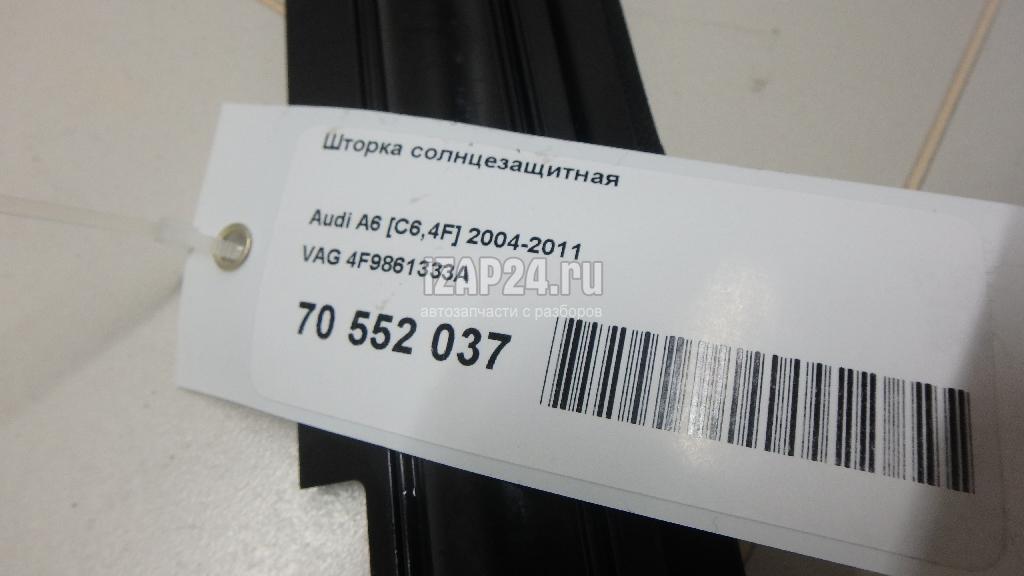 Шторка солнцезащитная
Audi A6 [C6,4F] 2004-2011
VAG 4F9861333A
iZAP24.ru
автозапчасти с разборов
70 552 037